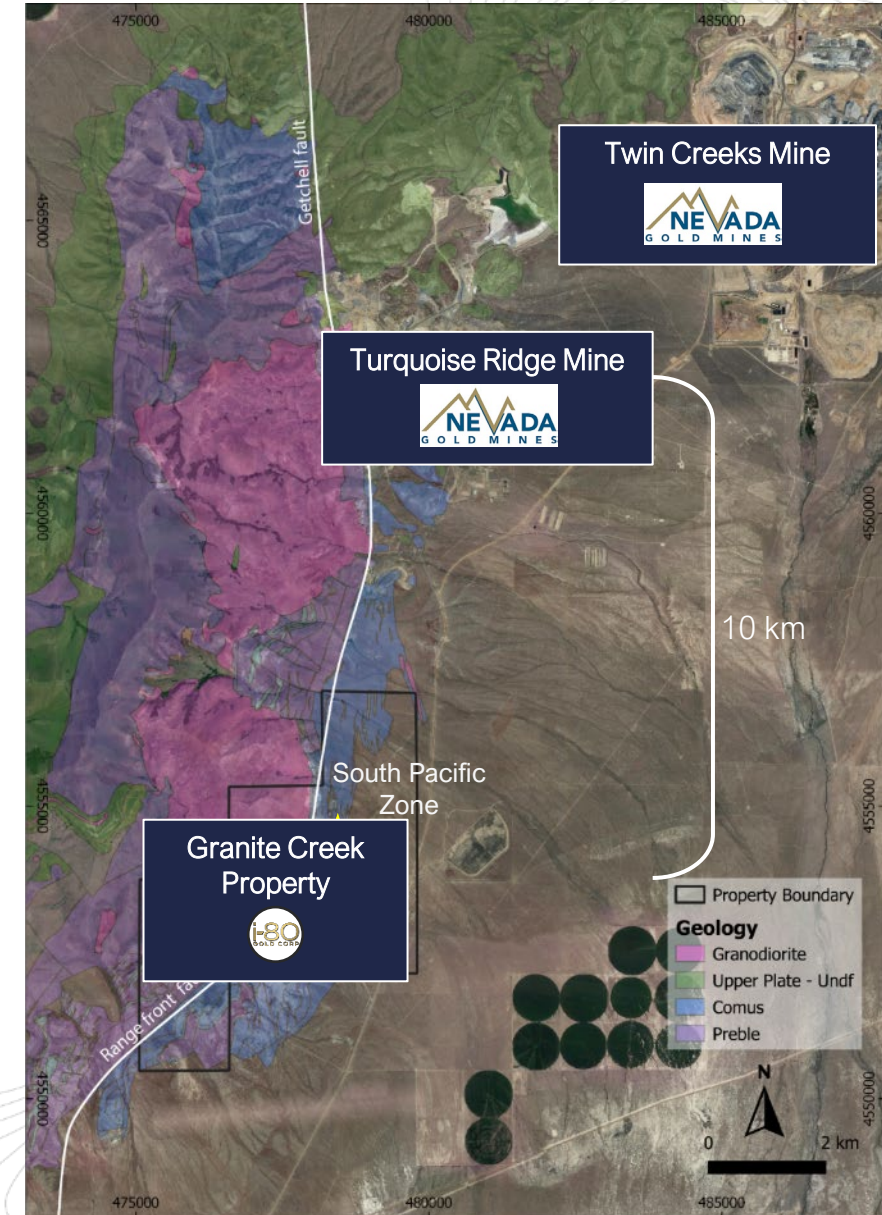 475000
480000
485000
Getchell fault
4565000
Twin Creeks Mine
NEVADA
GOLD MINES
Turquoise Ridge Mine
NEVADA
GOLD MINES
4560000
4560000
10 km
South Pacific
Zone
4555000
4555000
Granite Creek
Property
i-80
GOLD CORP
Range front
Property Boundary
Geology
Granodiorite
Upper Plate - Undf
Comus
Preble
N
0
2 km
4550000
4550000
475000
480000
485000